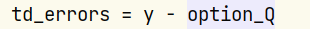 td_errors = y - option_Q